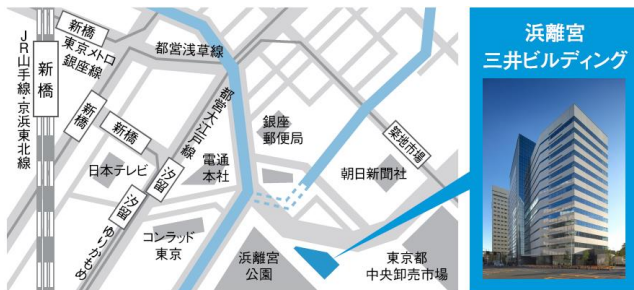 新橋
東京メトロ
銀座線
都営浅草線
JR山手線・京浜東北線
新橋
新橋
新橋
都営大江戸線
銀座
郵便局
築地市場
日本テレビ
汐留
電通
本社
朝日新聞社
汐留
ゆりかもめ
コンラッド
東京
浜離宮
公園
東京都
中央卸売市場
浜離宮
三井ビルディング